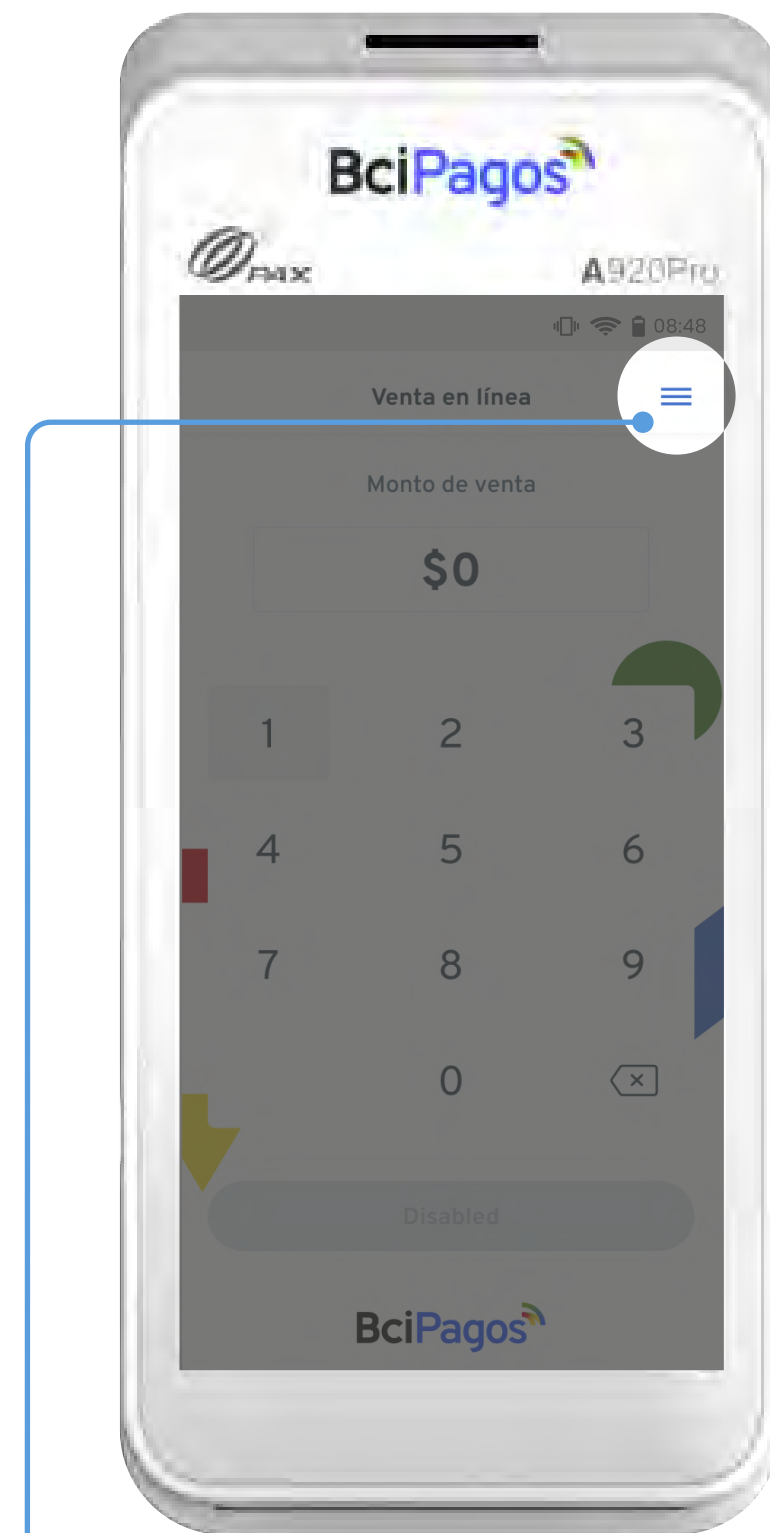 BciPagos
PAX A920Pro
08:48
Venta en línea
Monto de venta
$0
1 2 3
4 5 6
7 8 9
0
Disabled
BciPagos